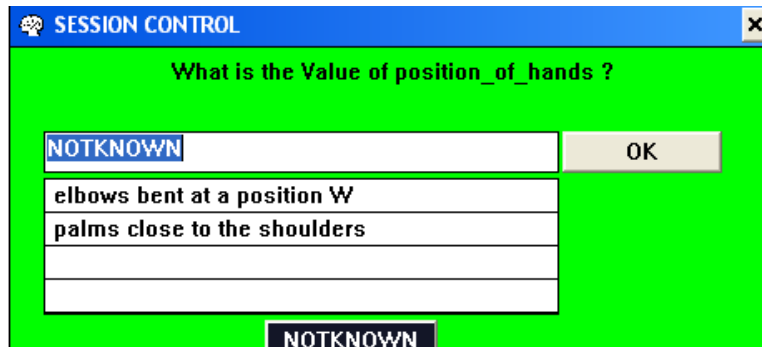 SESSION CONTROL
What is the Value of position_of_hands ?
NOTKNOWN
OK
elbows bent at a position W
palms close to the shoulders
NOTKNOWN